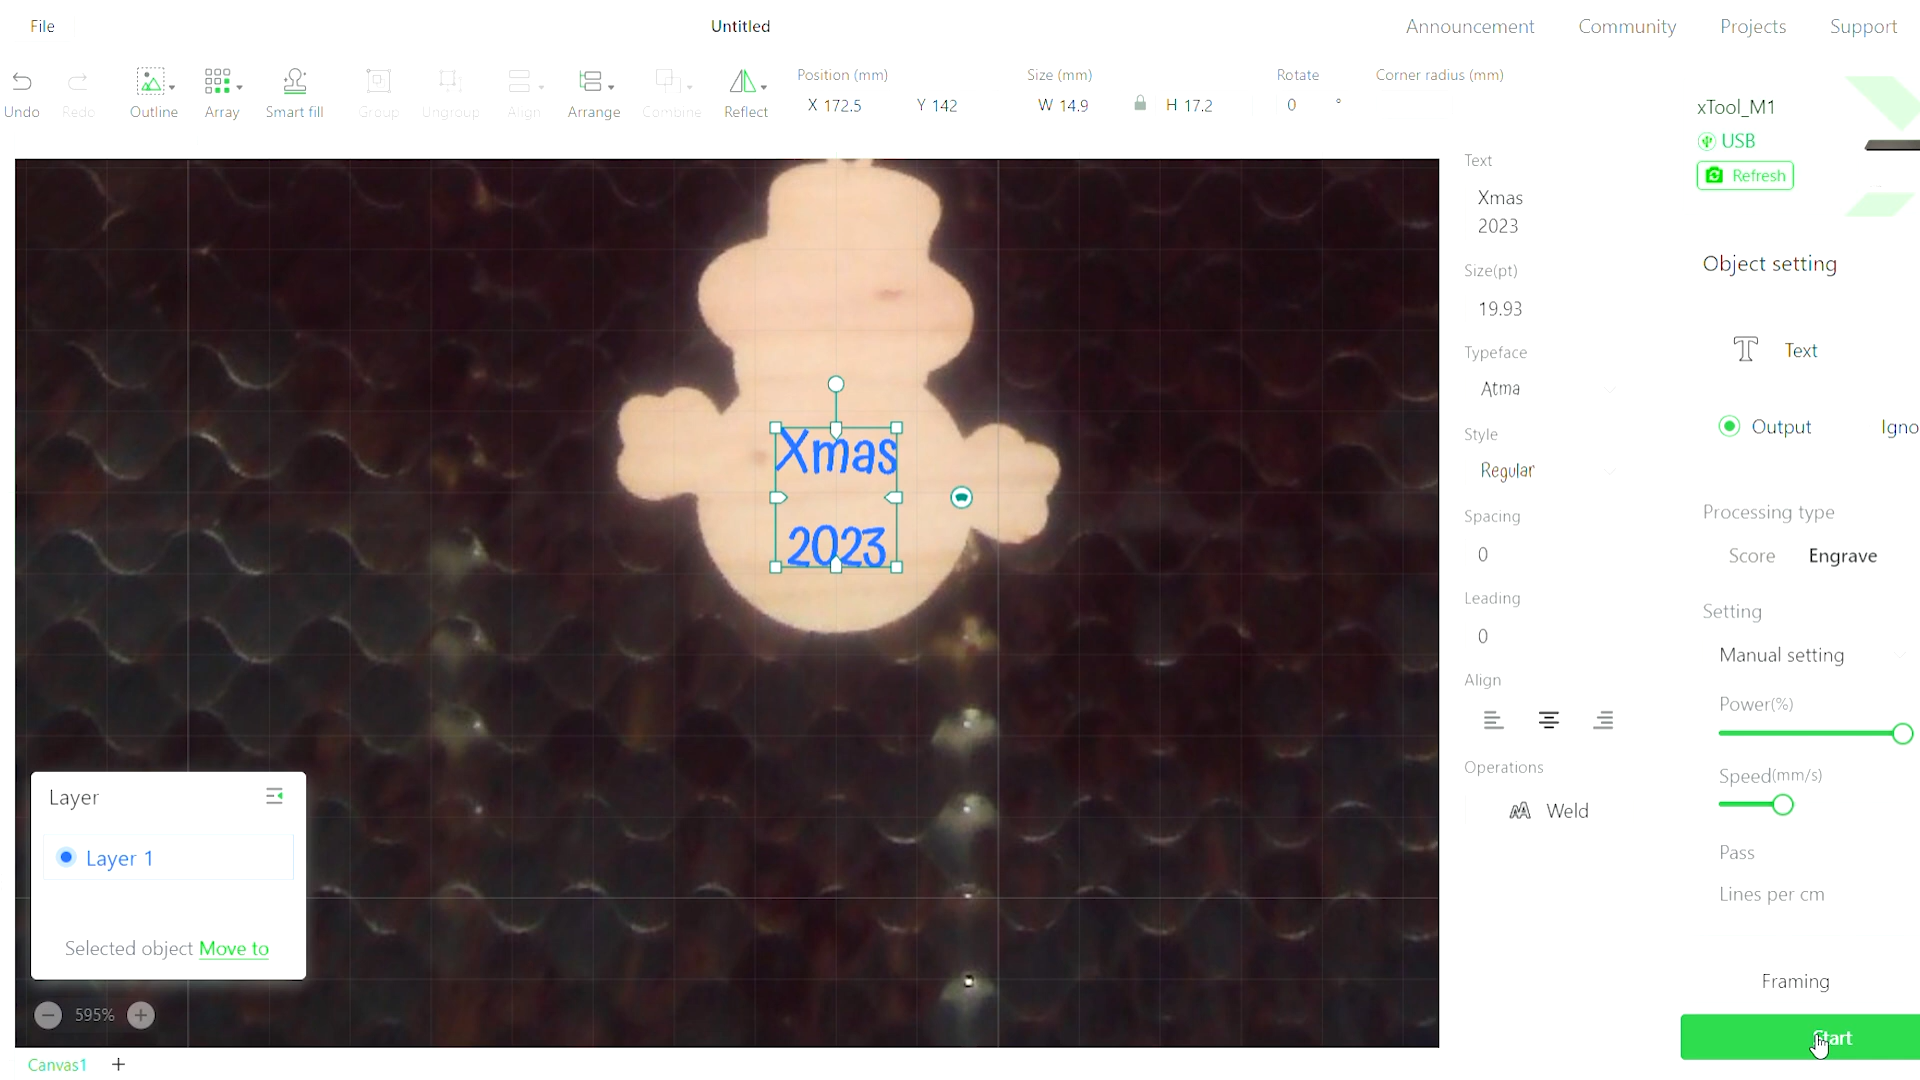 File
Untitled
Announcement Community Projects Support
Undo Redo Outline Array Smart fill Group Ungroup Align Arrange Combine Reflect
Position (mm) Size (mm) Rotate Corner radius (mm)
X 172.5 Y 142 W 14.9 H 17.2 0 °
xTool_M1
USB
Refresh
Text
Xmas
2023
Size(pt)
19.93
Typeface
Atma
Style
Regular
Spacing
0
Leading
0
Align
Operations
Weld
Object setting
Text
Output Igno
Processing type
Score Engrave
Setting
Manual setting
Power(%)
Speed(mm/s)
Pass
Lines per cm
Framing
Start
Xmas
2023
Layer
Layer 1
Selected object Move to
595%
Canvas1 +